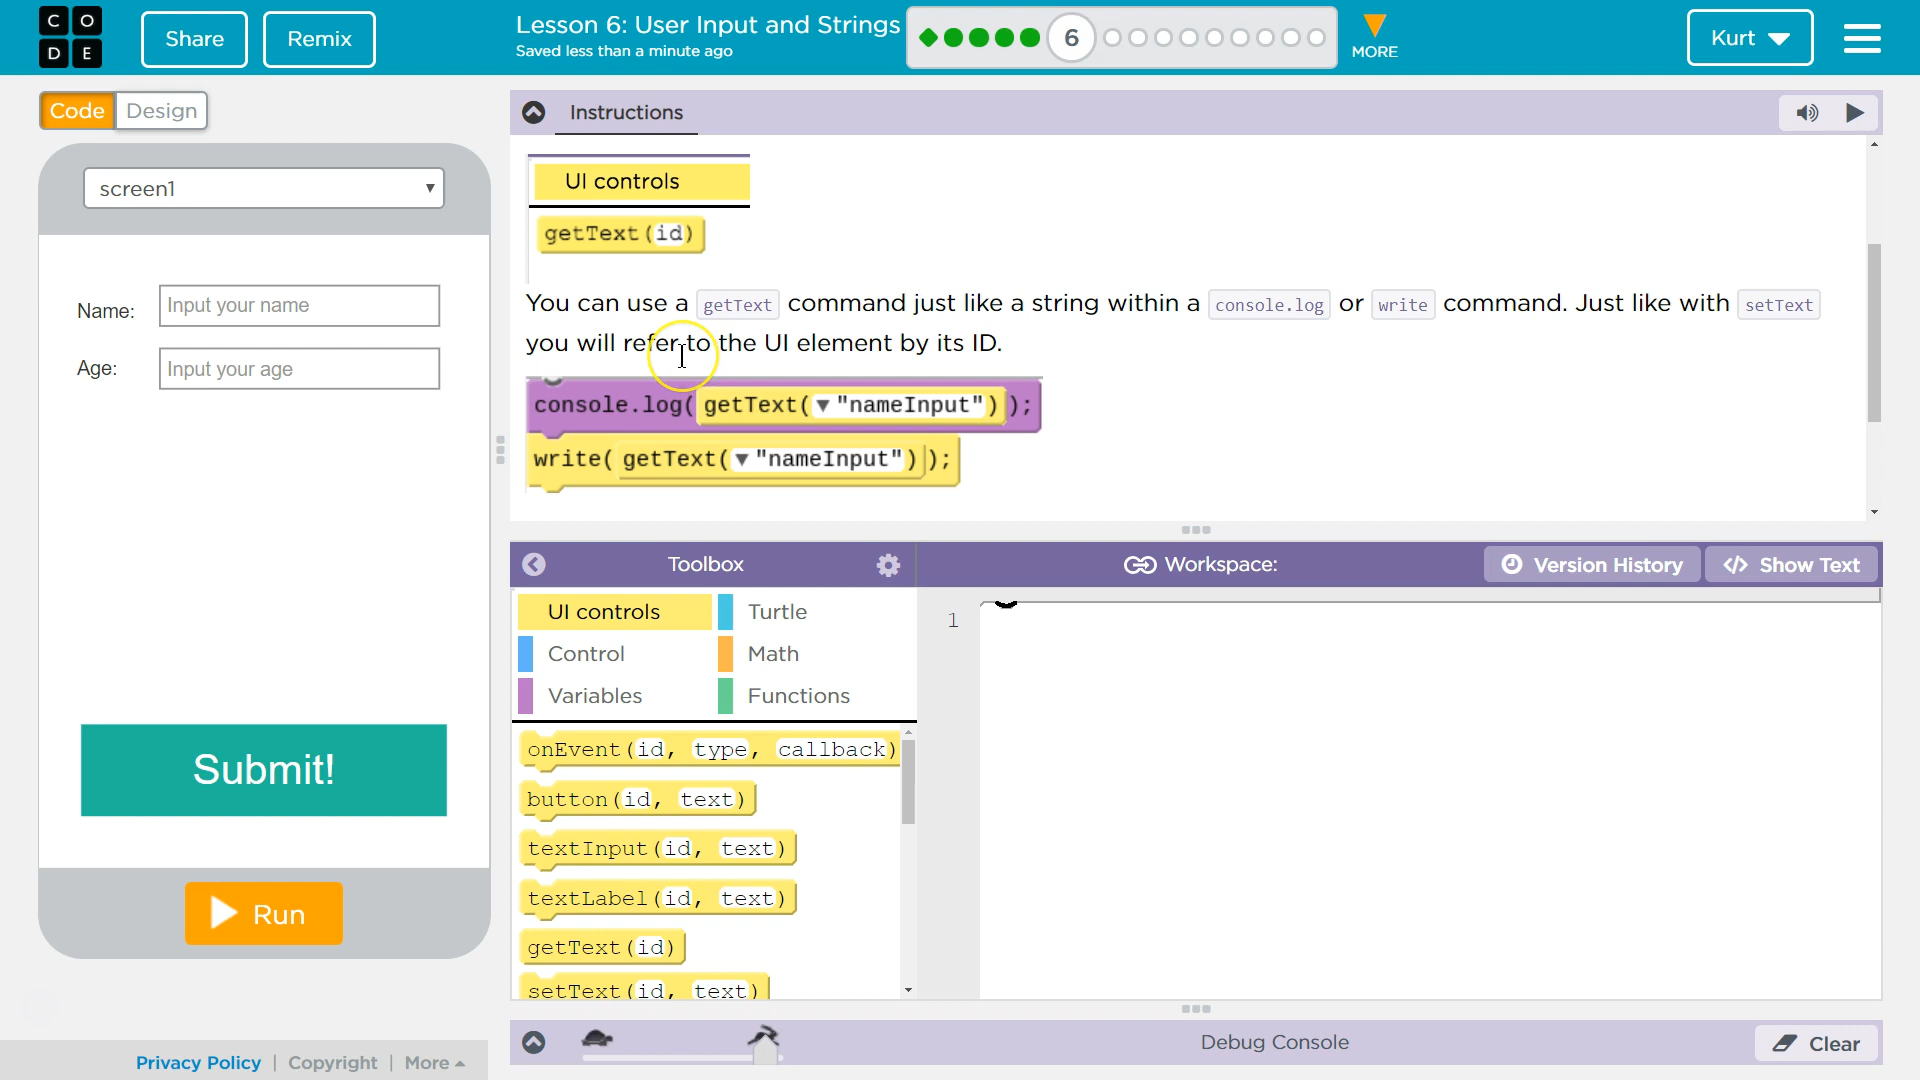 C O D E
Share
Remix
Lesson 6: User Input and Strings
Saved less than a minute ago
6
MORE
Kurt
Code
Design
Instructions
screen1
UI controls
getText(id)
Name:
Input your name
You can use a getText command just like a string within a console.log or write command. Just like with setText
you will refer to the UI element by its ID.
Age:
Input your age
console.log( getText( ▼ "nameInput") );
write( getText( ▼ "nameInput") );
Toolbox
Workspace:
Version History
</> Show Text
UI controls
Turtle
Control
Math
Variables
Functions
1
onEvent(id, type, callback)
button(id, text)
textInput(id, text)
textLabel(id, text)
getText(id)
setText(id, text)
Submit!
Run
Debug Console
Clear
Privacy Policy | Copyright | More